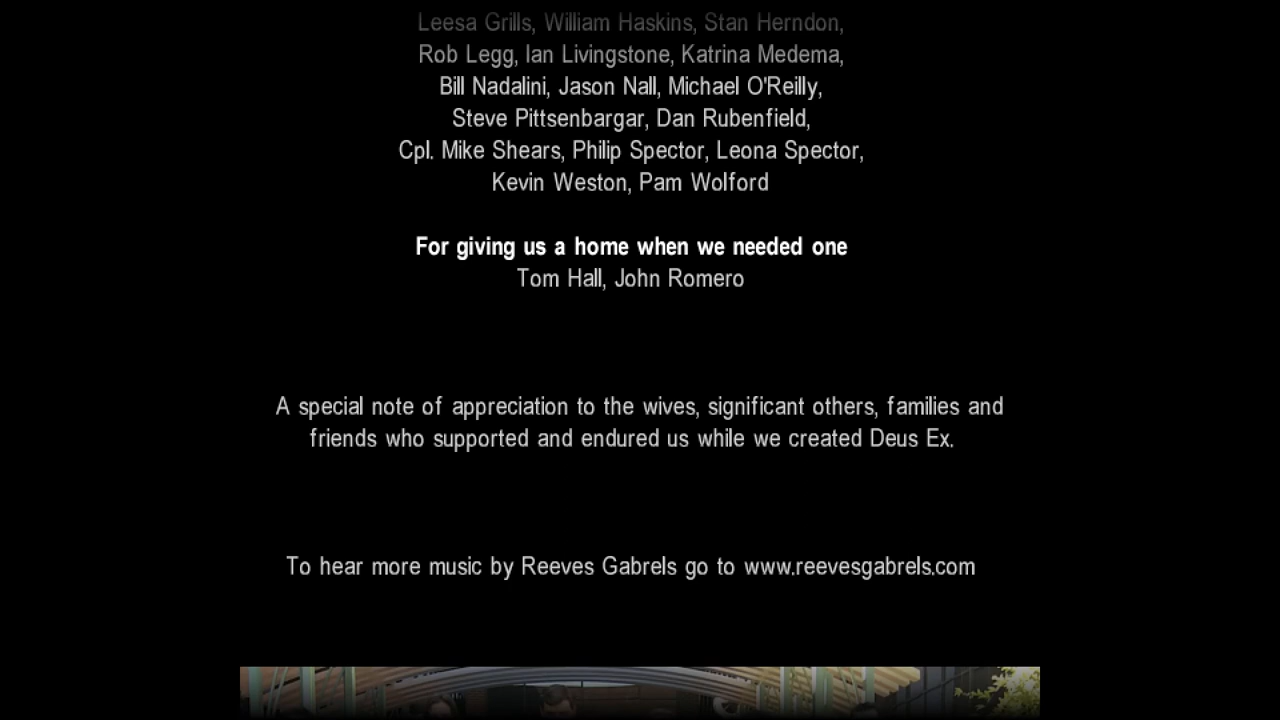 Leesa Grills, William Haskins, Stan Herndon,
Rob Legg, Ian Livingstone, Katrina Medema,
Bill Nadalini, Jason Nall, Michael O'Reilly,
Steve Pittsenbargar, Dan Rubenfield,
Cpl. Mike Shears, Philip Spector, Leona Spector,
Kevin Weston, Pam Wolford
For giving us a home when we needed one
Tom Hall, John Romero
A special note of appreciation to the wives, significant others, families and
friends who supported and endured us while we created Deus Ex.
To hear more music by Reeves Gabrels go to www.reevesgabrels.com